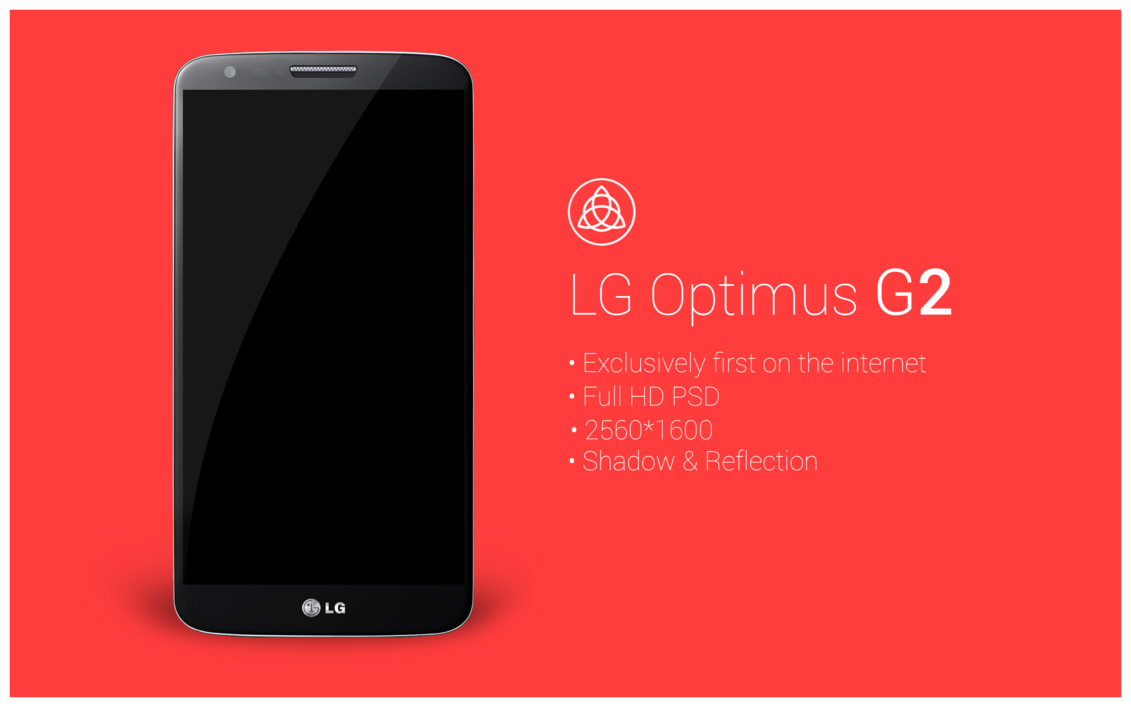 LG Optimus G2
• Exclusively first on the internet
• Full HD PSD
• 2560*1600
• Shadow & Reflection
LG